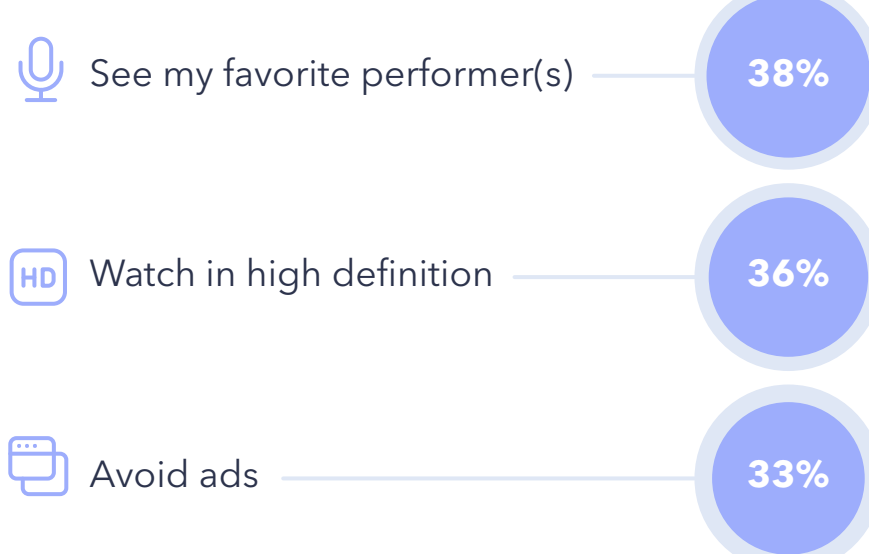 See my favorite performer(s)
38%
HD
Watch in high definition
36%
Avoid ads
33%